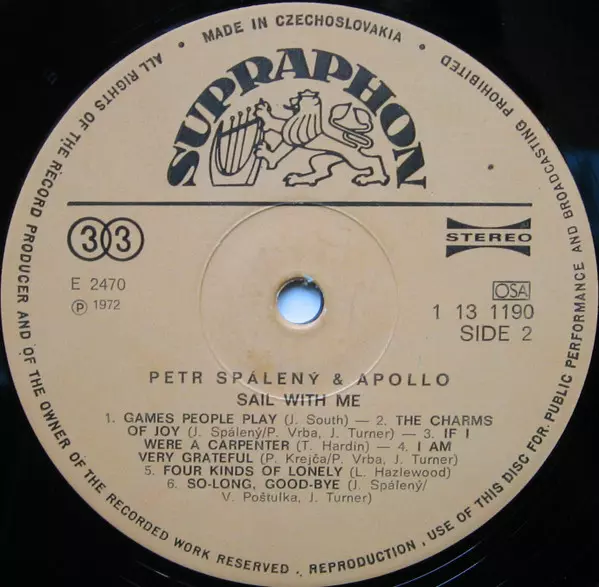 • MADE IN CZECHOSLOVAKIA •
ALL RIGHTS OF THE RECORD PRODUCER AND OF THE OWNER OF THE RECORDED WORK RESERVED . REPRODUCTION , USE OF THIS DISC FOR PUBLIC PERFORMANCE AND BROADCASTING PROHIBITED
SUPRAPHON
33
STEREO
E 2470
℗ 1972
OSA
1 13 1190
SIDE 2
PETR SPÁLENÝ & APOLLO
SAIL WITH ME
1. GAMES PEOPLE PLAY (J. South) — 2. THE CHARMS
OF JOY (J. Spálený/P. Vrba, J. Turner) — 3. IF I
WERE A CARPENTER (T. Hardin) — 4. I AM
VERY GRATEFUL (P. Krejča/P. Vrba, J. Turner)
5. FOUR KINDS OF LONELY (L. Hazlewood)
6. SO-LONG, GOOD-BYE (J. Spálený/
V. Poštulka, J. Turner)